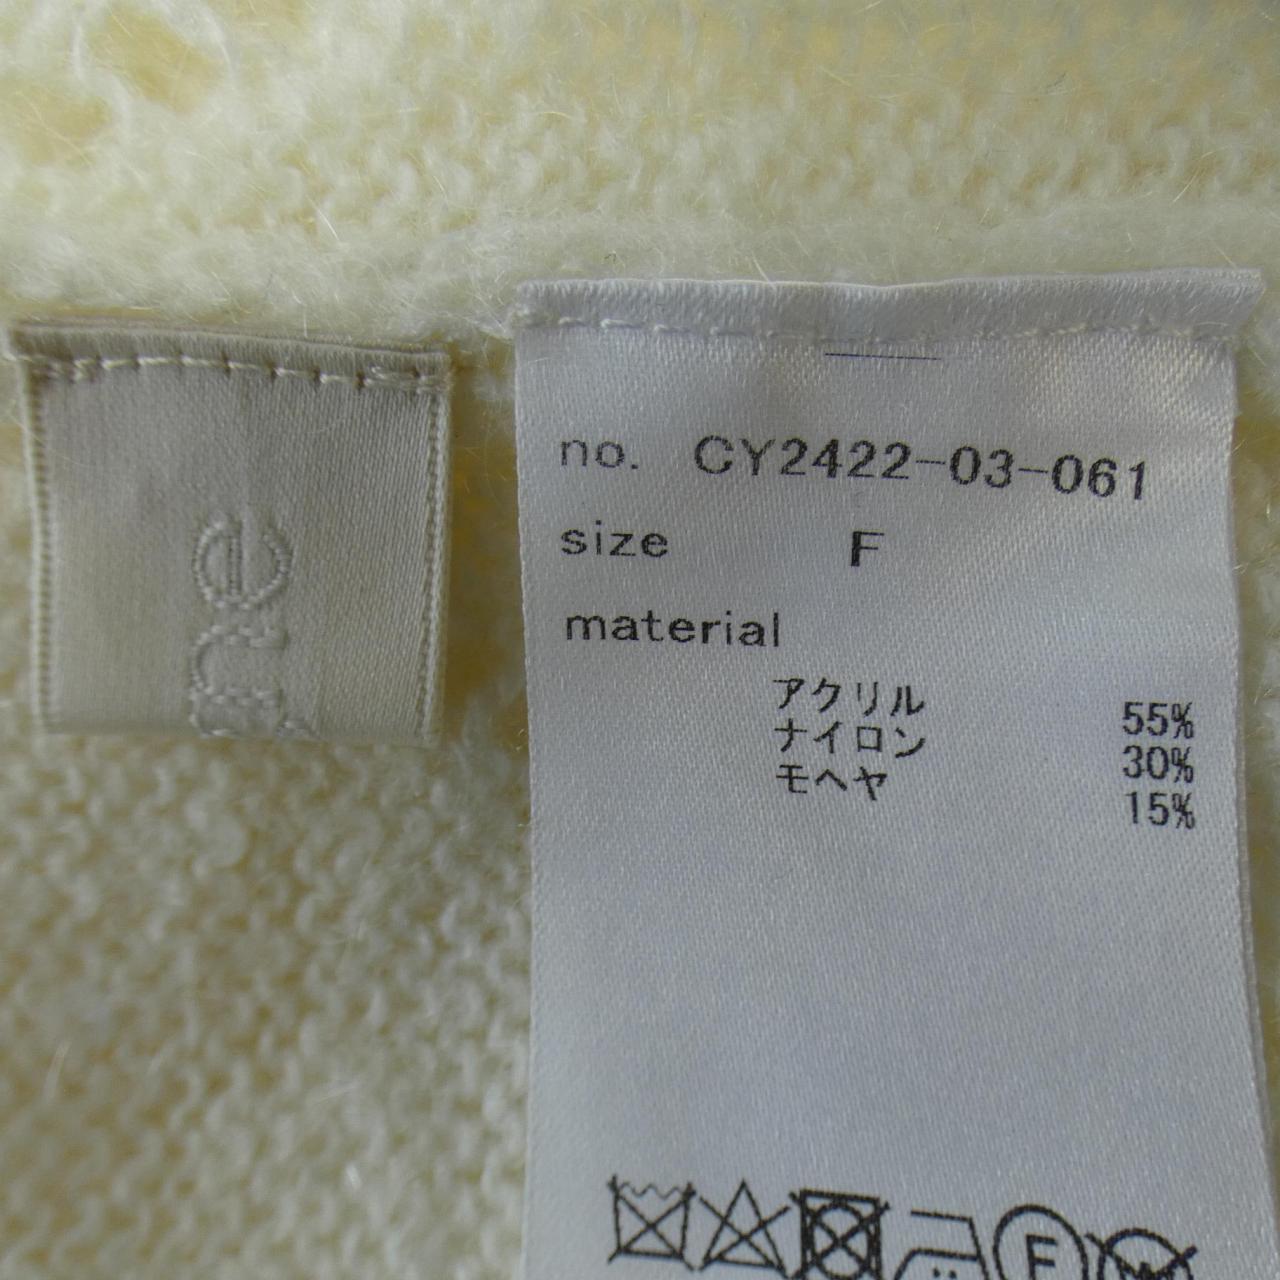 no. CY2422-03-061
size F
material
アクリル 55%
ナイロン 30%
モヘヤ 15%
F
W